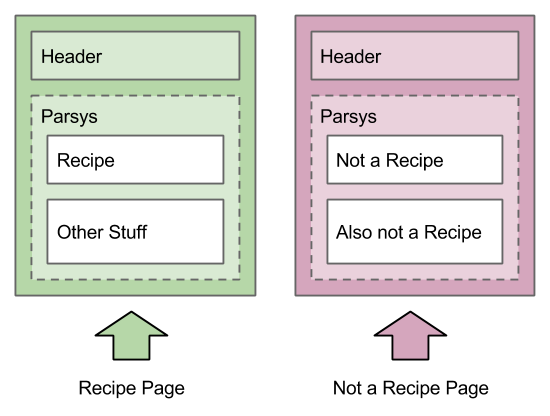 Header
Parsys
Recipe
Other Stuff
Recipe Page
Header
Parsys
Not a Recipe
Also not a Recipe
Not a Recipe Page